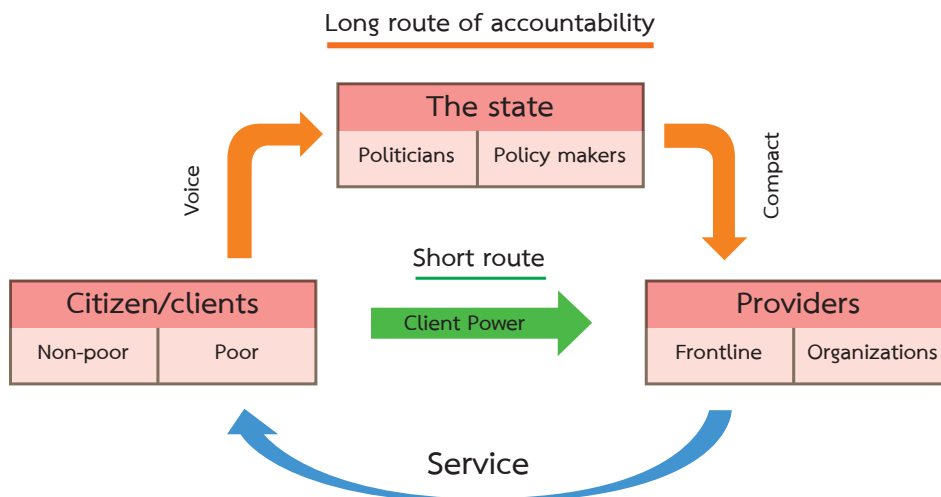 Long route of accountability
The state
Politicians
Policy makers
Voice
Compact
Short route
Client Power
Citizen/clients
Non-poor
Poor
Providers
Frontline
Organizations
Service